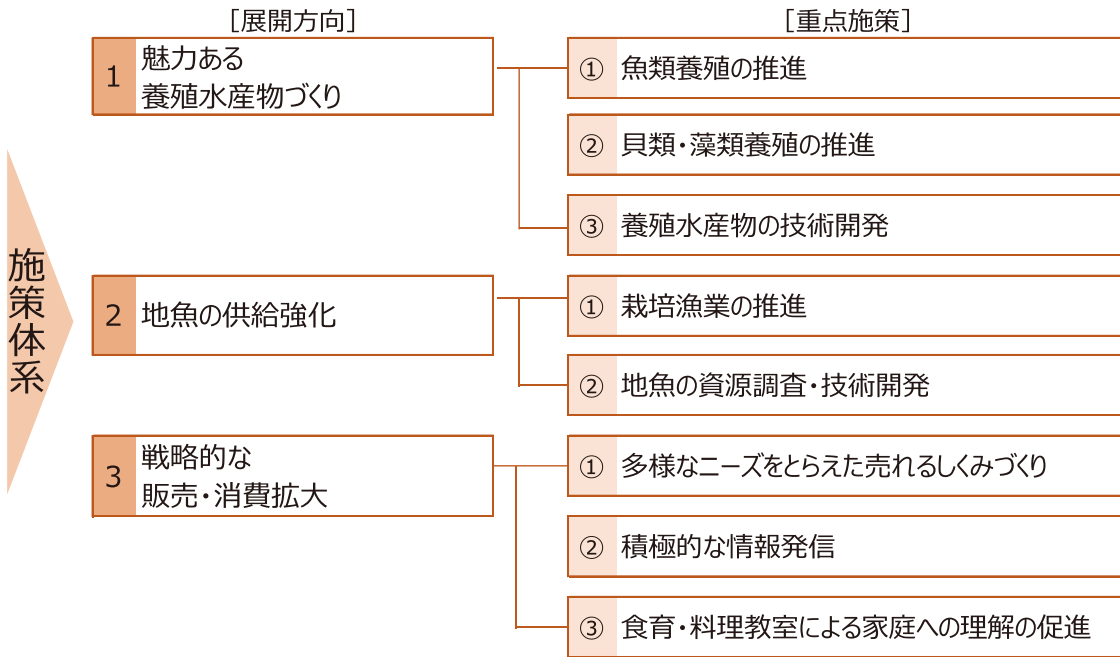 [展開方向]
[重点施策]
施策体系
1 魅力ある
養殖水産物づくり
① 魚類養殖の推進
② 貝類・藻類養殖の推進
③ 養殖水産物の技術開発
2 地魚の供給強化
① 栽培漁業の推進
② 地魚の資源調査・技術開発
3 戦略的な
販売・消費拡大
① 多様なニーズをとらえた売れるしくみづくり
② 積極的な情報発信
③ 食育・料理教室による家庭への理解の促進